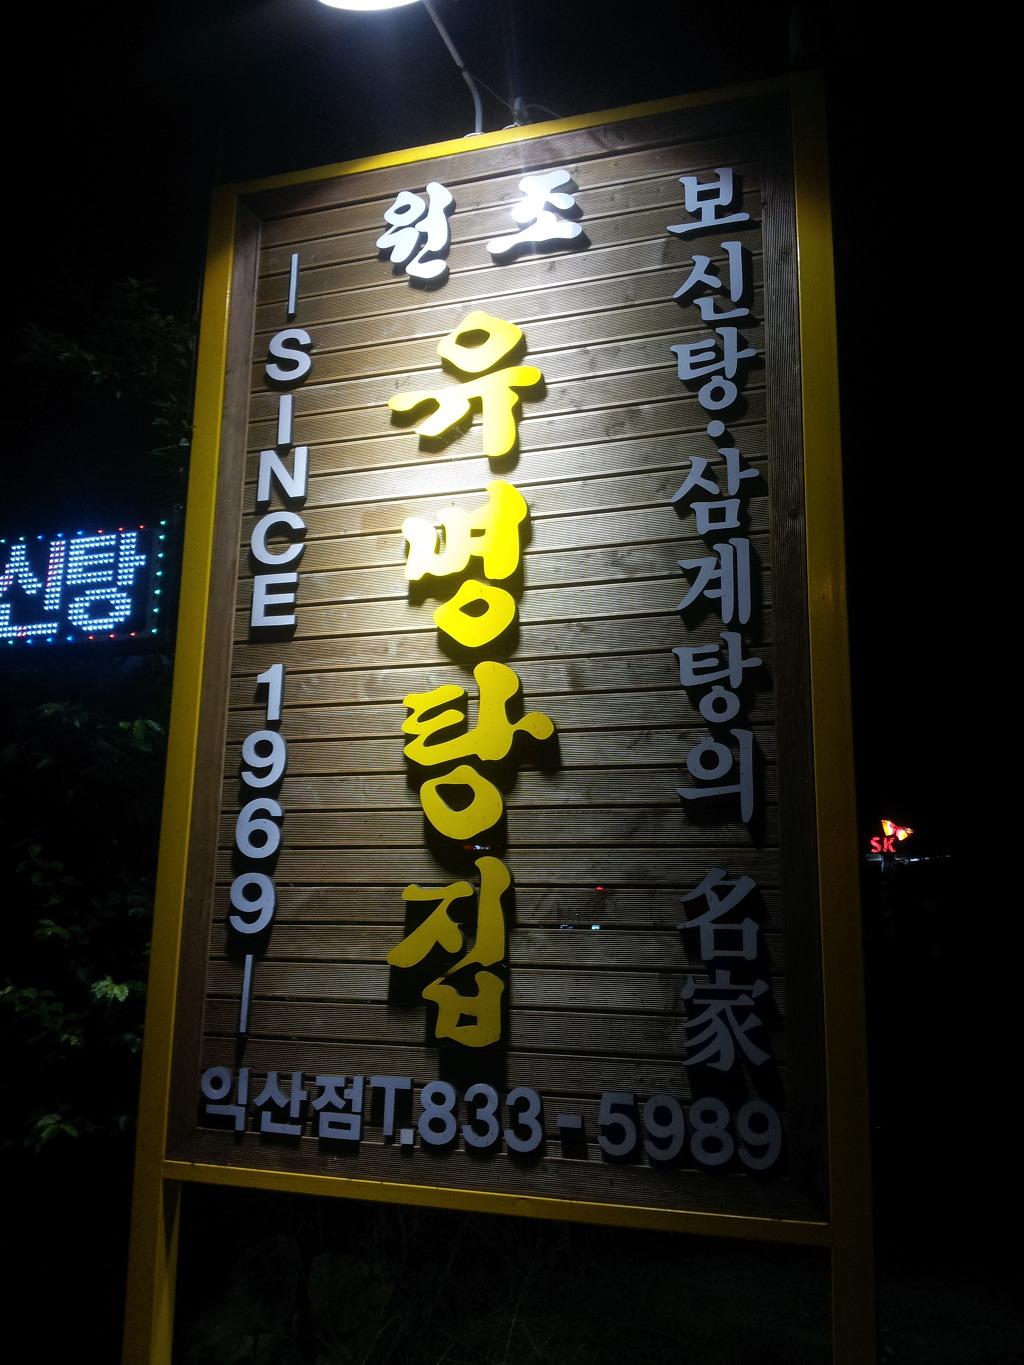 원조
보신탕·삼계탕의 名家
유명탕집
SINCE 1969
익산점T.833-5989
신탕
SK